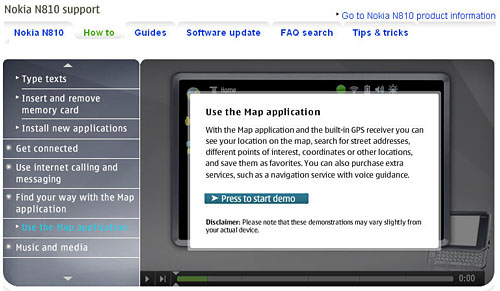 Nokia N810 support
Go to Nokia N810 product information
Nokia N810 How to Guides Software update FAQ search Tips & tricks
Type texts
Insert and remove
memory card
Install new applications
Get connected
Use internet calling and
messaging
Find your way with the Map
application
Use the Map application
Music and media
Home
Use the Map application
With the Map application and the built-in GPS receiver you can
see your location on the map, search for street addresses,
different points of interest, coordinates or other locations,
and save them as favorites. You can also purchase extra
services, such as a navigation service with voice guidance.
Press to start demo
Disclaimer: Please note that these demonstrations may vary slightly from
your actual device.
0:00